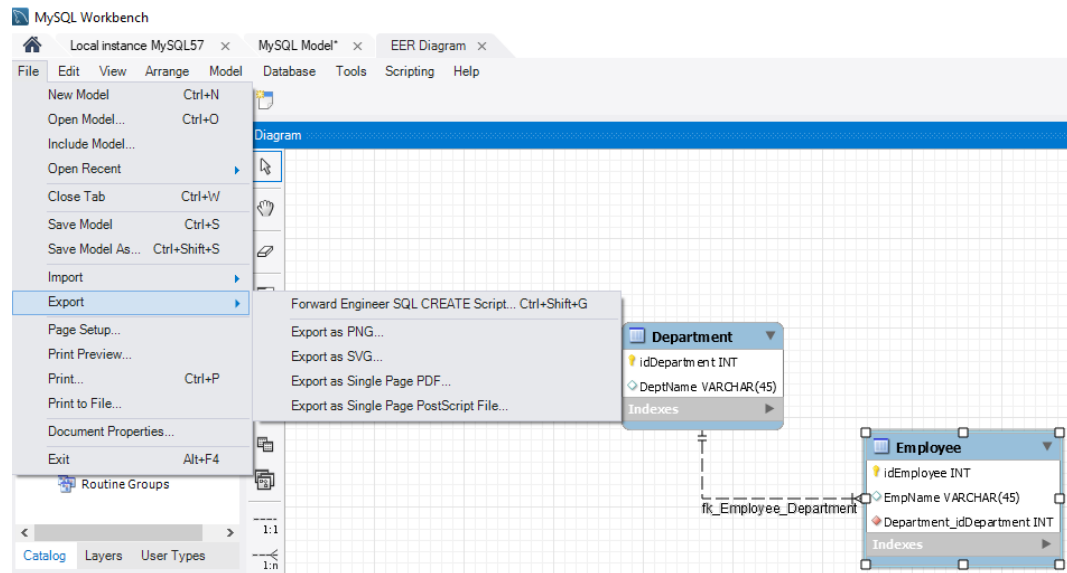 MySQL Workbench
Local instance MySQL57 × MySQL Model* × EER Diagram ×
File Edit View Arrange Model Database Tools Scripting Help
New Model Ctrl+N
Open Model... Ctrl+O
Include Model...
Open Recent
Close Tab Ctrl+W
Save Model Ctrl+S
Save Model As... Ctrl+Shift+S
Import
Export
Page Setup...
Print Preview...
Print... Ctrl+P
Print to File...
Document Properties...
Exit Alt+F4
Forward Engineer SQL CREATE Script... Ctrl+Shift+G
Export as PNG...
Export as SVG...
Export as Single Page PDF...
Export as Single Page PostScript File...
Diagram
Department
idDepartment INT
DeptName VARCHAR(45)
Indexes
fk_Employee_Department
Employee
idEmployee INT
EmpName VARCHAR(45)
Department_idDepartment INT
Indexes
Routine Groups
Catalog Layers User Types
1:1
1:n